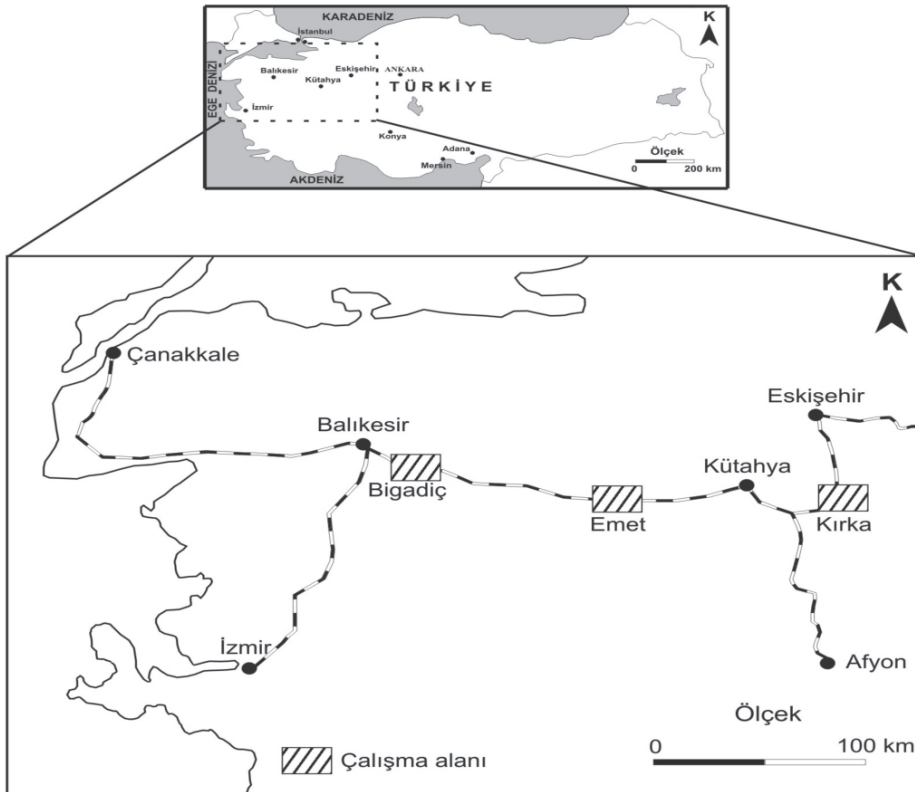 KARADENİZ
K
İstanbul
EGE DENİZİ
Balıkesir
Eskişehir
ANKARA
Kütahya
TÜRKİYE
İzmir
Konya
Adana
Mersin
Ölçek
0 200 km
AKDENİZ
K
Çanakkale
Eskişehir
Balıkesir
Kütahya
Bigadiç
Emet
Kırka
İzmir
Afyon
Ölçek
0 100 km
Çalışma alanı